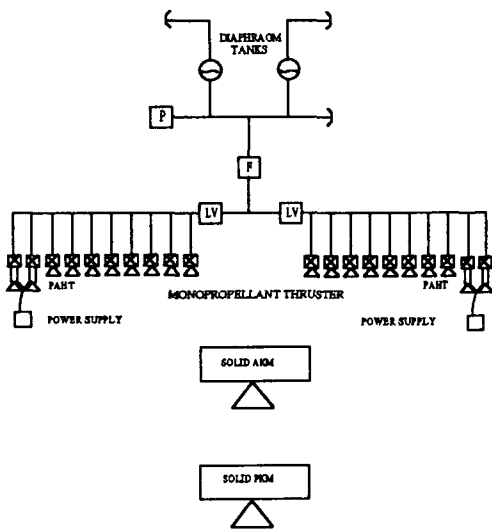 DIAPHRAGM
TANKS
P
F
LV
LV
PAHT
PAHT
MONOPROPELLANT THRUSTER
POWER SUPPLY
POWER SUPPLY
SOLID AKM
SOLID PKM